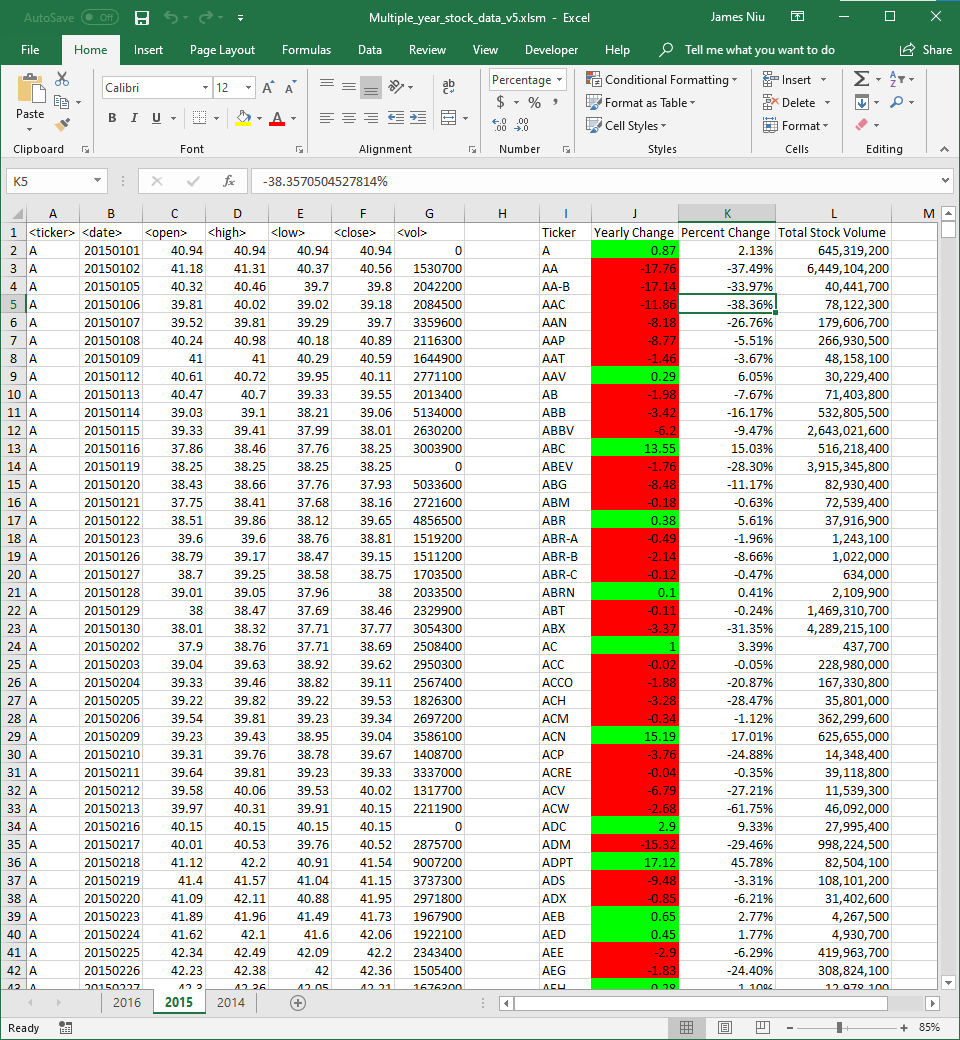 AutoSave Off Multiple_year_stock_data_v5.xlsm - Excel James Niu
File Home Insert Page Layout Formulas Data Review View Developer Help Tell me what you want to do Share
Paste Calibri 12 Percentage Conditional Formatting Insert
B I U A $ % , Format as Table Delete
Cell Styles Format
Clipboard Font Alignment Number Styles Cells Editing
K5 fx -38.3570504527814%
A B C D E F G H I J K L M
1 <ticker> <date> <open> <high> <low> <close> <vol> Ticker Yearly Change Percent Change Total Stock Volume
2 A 20150101 40.94 40.94 40.94 40.94 0 A 0.87 2.13% 645,319,200
3 A 20150102 41.18 41.31 40.37 40.56 1530700 AA -17.76 -37.49% 6,449,104,200
4 A 20150105 40.32 40.46 39.7 39.8 2042200 AA-B -17.14 -33.97% 40,441,700
5 A 20150106 39.81 40.02 39.02 39.18 2084500 AAC -11.86 -38.36% 78,122,300
6 A 20150107 39.52 39.81 39.29 39.7 3359600 AAN -8.18 -26.76% 179,606,700
7 A 20150108 40.24 40.98 40.18 40.89 2116300 AAP -8.77 -5.51% 266,930,500
8 A 20150109 41 41 40.29 40.59 1644900 AAT -1.46 -3.67% 48,158,100
9 A 20150112 40.61 40.72 39.95 40.11 2771100 AAV 0.29 6.05% 30,229,400
10 A 20150113 40.47 40.7 39.33 39.55 2013400 AB -1.98 -7.67% 71,403,800
11 A 20150114 39.03 39.1 38.21 39.06 5134000 ABB -3.42 -16.17% 532,805,500
12 A 20150115 39.33 39.41 37.99 38.01 2630200 ABBV -6.2 -9.47% 2,643,021,600
13 A 20150116 37.86 38.46 37.76 38.25 3003900 ABC 13.55 15.03% 516,218,400
14 A 20150119 38.25 38.25 38.25 38.25 0 ABEV -1.76 -28.30% 3,915,345,800
15 A 20150120 38.43 38.66 37.76 37.93 5033600 ABG -8.48 -11.17% 82,930,400
16 A 20150121 37.75 38.41 37.68 38.16 2721600 ABM -0.18 -0.63% 72,539,400
17 A 20150122 38.51 39.86 38.12 39.65 4856500 ABR 0.38 5.61% 37,916,900
18 A 20150123 39.6 39.6 38.76 38.81 1519200 ABR-A -0.49 -1.96% 1,243,100
19 A 20150126 38.79 39.17 38.47 39.15 1511200 ABR-B -2.14 -8.66% 1,022,000
20 A 20150127 38.7 39.25 38.58 38.75 1703500 ABR-C -0.12 -0.47% 634,000
21 A 20150128 39.01 39.05 37.96 38 2033500 ABRN 0.1 0.41% 2,109,900
22 A 20150129 38 38.47 37.69 38.46 2329900 ABT -0.11 -0.24% 1,469,310,700
23 A 20150130 38.01 38.32 37.71 37.77 3054300 ABX -3.37 -31.35% 4,289,215,100
24 A 20150202 37.9 38.76 37.71 38.69 2508400 AC 1 3.39% 437,700
25 A 20150203 39.04 39.63 38.92 39.62 2950300 ACC -0.02 -0.05% 228,980,000
26 A 20150204 39.33 39.46 38.82 39.11 2567400 ACCO -1.88 -20.87% 167,330,800
27 A 20150205 39.22 39.82 39.22 39.53 1826300 ACH -3.28 -28.47% 35,801,000
28 A 20150206 39.54 39.81 39.23 39.34 2697200 ACM -0.34 -1.12% 362,299,600
29 A 20150209 39.23 39.43 38.95 39.04 3586100 ACN 15.19 17.01% 625,655,000
30 A 20150210 39.31 39.76 38.78 39.67 1408700 ACP -3.76 -24.88% 14,348,400
31 A 20150211 39.64 39.81 39.23 39.33 3337000 ACRE -0.04 -0.35% 39,118,800
32 A 20150212 39.58 40.06 39.53 40.02 1317700 ACV -6.79 -27.21% 11,539,300
33 A 20150213 39.97 40.31 39.91 40.15 2211900 ACW -2.68 -61.75% 46,092,000
34 A 20150216 40.15 40.15 40.15 40.15 0 ADC 2.9 9.33% 27,995,400
35 A 20150217 40.01 40.53 39.76 40.52 2875700 ADM -15.32 -29.46% 998,224,500
36 A 20150218 41.12 42.2 40.91 41.54 9007200 ADPT 17.12 45.78% 82,504,100
37 A 20150219 41.4 41.57 41.04 41.15 3737300 ADS -9.48 -3.31% 108,101,200
38 A 20150220 41.09 42.11 40.88 41.95 2971800 ADX -0.85 -6.21% 31,402,600
39 A 20150223 41.89 41.96 41.49 41.73 1967900 AEB 0.65 2.77% 4,267,500
40 A 20150224 41.62 42.1 41.6 42.06 1922100 AED 0.45 1.77% 4,930,700
41 A 20150225 42.34 42.49 42.09 42.2 2343400 AEE -2.9 -6.29% 419,963,700
42 A 20150226 42.23 42.38 42 42.36 1505400 AEG -1.83 -24.40% 308,824,100
43 A 20150227 42.3 42.36 42.05 42.21 1676300 AEH 0.28 1.10% 12,978,100
2016 2015 2014
Ready 85%